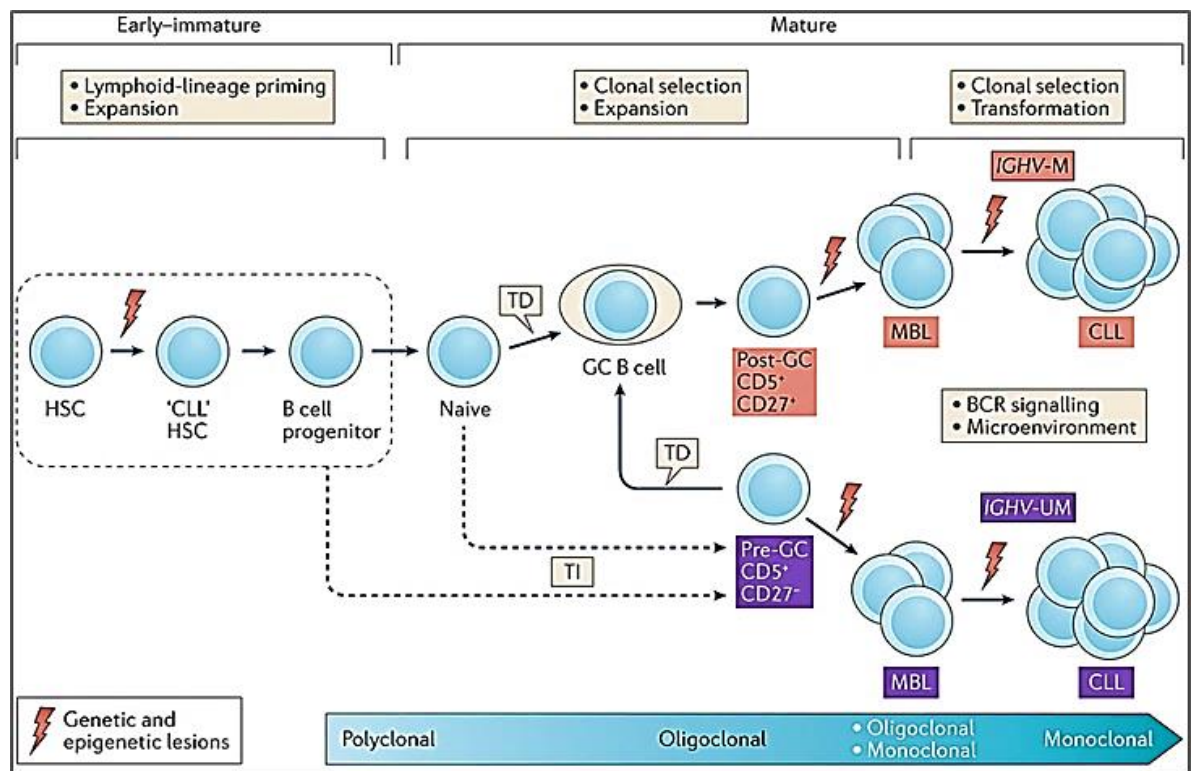 Early–immature
Mature
• Lymphoid-lineage priming
• Expansion
• Clonal selection
• Expansion
• Clonal selection
• Transformation
IGHV-M
TD
HSC
'CLL'
HSC
B cell
progenitor
Naive
GC B cell
Post-GC
CD5⁺
CD27⁺
MBL
CLL
• BCR signalling
• Microenvironment
TD
TI
Pre-GC
CD5⁺
CD27⁻
IGHV-UM
MBL
CLL
Genetic and
epigenetic lesions
Polyclonal
Oligoclonal
• Oligoclonal
• Monoclonal
Monoclonal